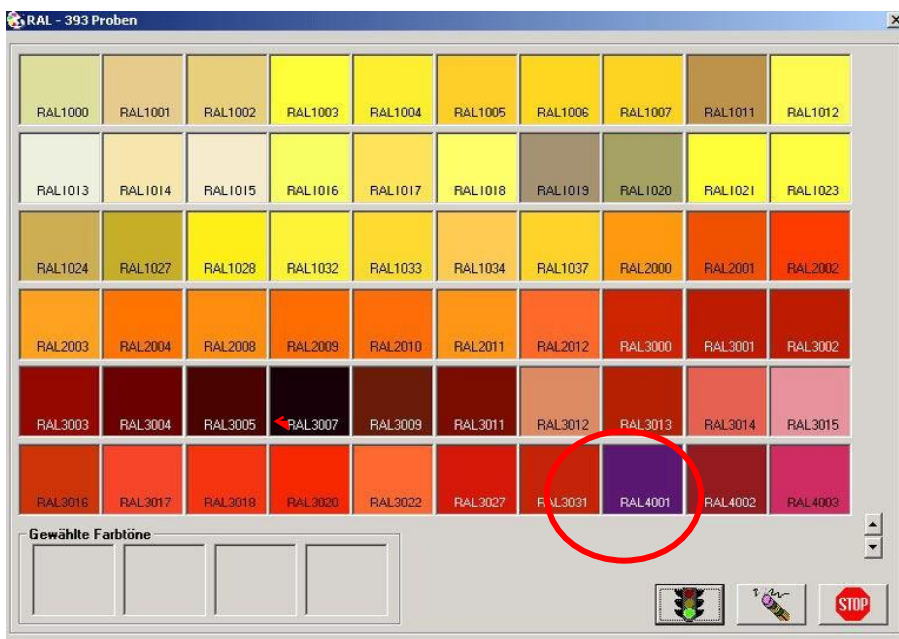 RAL - 393 Proben
RAL1000 RAL1001 RAL1002 RAL1003 RAL1004 RAL1005 RAL1006 RAL1007 RAL1011 RAL1012
RAL1013 RAL1014 RAL1015 RAL1016 RAL1017 RAL1018 RAL1019 RAL1020 RAL1021 RAL1023
RAL1024 RAL1027 RAL1028 RAL1032 RAL1033 RAL1034 RAL1037 RAL2000 RAL2001 RAL2002
RAL2003 RAL2004 RAL2008 RAL2009 RAL2010 RAL2011 RAL2012 RAL3000 RAL3001 RAL3002
RAL3003 RAL3004 RAL3005 RAL3007 RAL3009 RAL3011 RAL3012 RAL3013 RAL3014 RAL3015
RAL3016 RAL3017 RAL3018 RAL3020 RAL3022 RAL3027 RAL3031 RAL4001 RAL4002 RAL4003
Gewählte Farbtöne
STOP